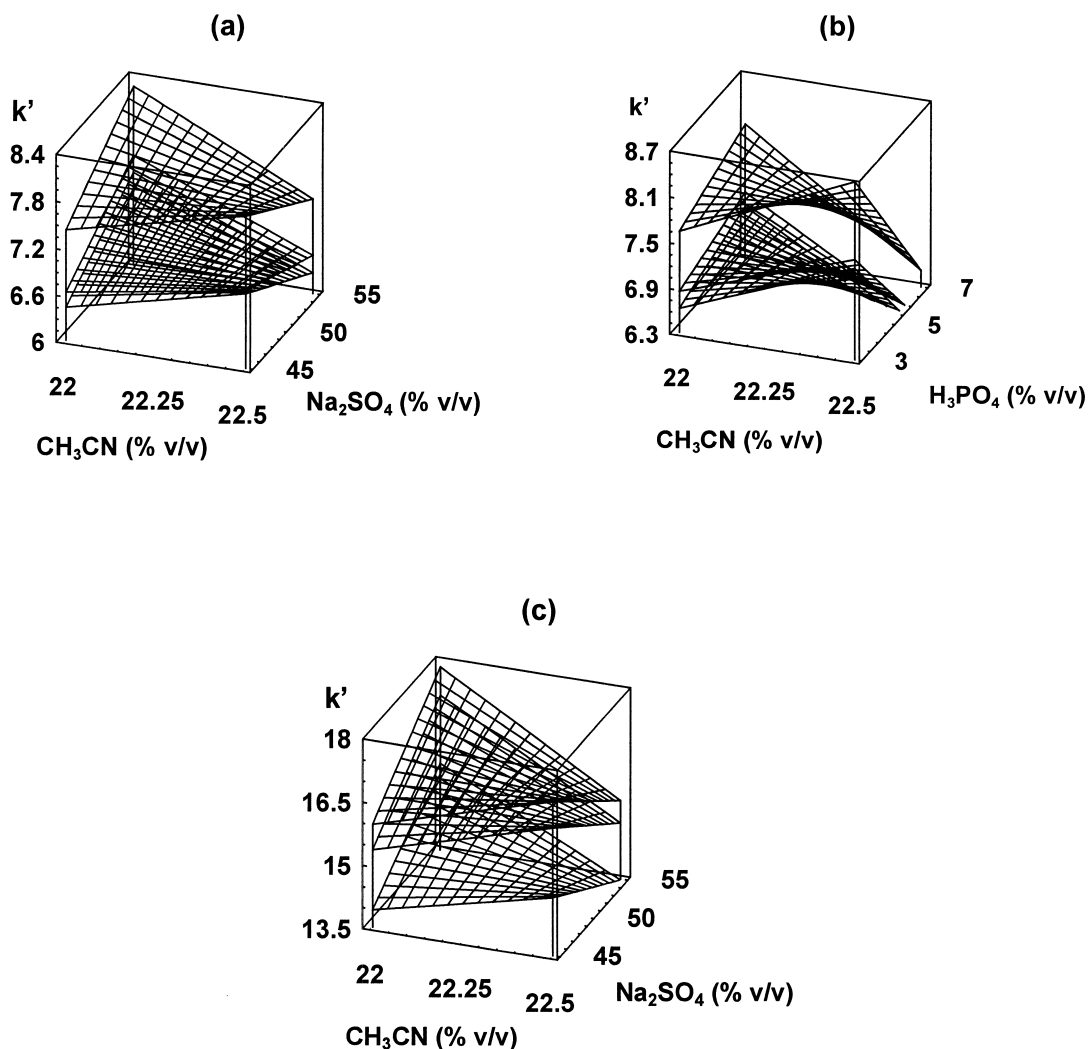 (a)
k’
8.4
7.8
7.2
6.6
6
22
22.25
22.5
45
50
55
Na₂SO₄ (% v/v)
CH₃CN (% v/v)
(b)
k’
8.7
8.1
7.5
6.9
6.3
22
22.25
22.5
3
5
7
H₃PO₄ (% v/v)
CH₃CN (% v/v)
(c)
k’
18
16.5
15
13.5
22
22.25
22.5
45
50
55
Na₂SO₄ (% v/v)
CH₃CN (% v/v)